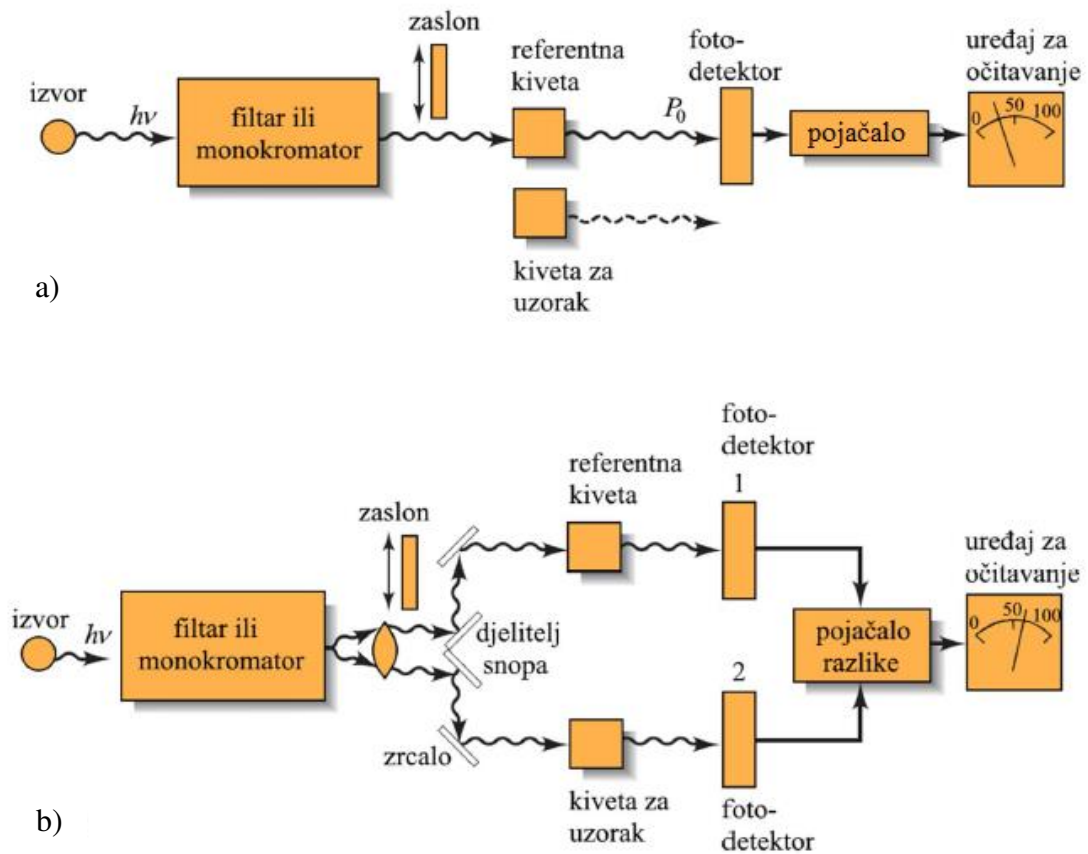 zaslon
izvor
hν
filtar ili
monokromator
referentna
kiveta
P₀
foto-
detektor
pojačalo
uređaj za
očitavanje
0 50 100
kiveta za
uzorak
a)
zaslon
izvor
hν
filtar ili
monokromator
djelitelj
snopa
zrcalo
referentna
kiveta
foto-
detektor
1
pojačalo
razlike
uređaj za
očitavanje
0 50 100
2
kiveta za
uzorak
foto-
detektor
b)